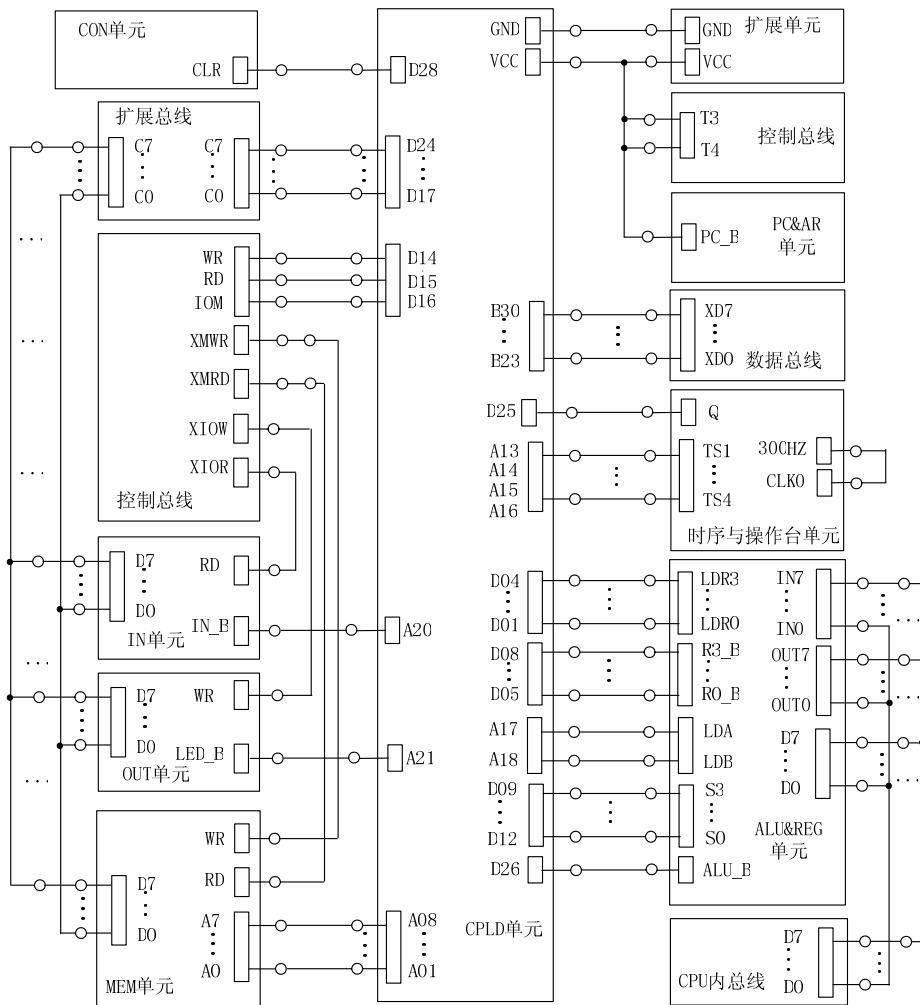 CON单元
CLR
D28
扩展总线
C7
C0
C7
C0
D24
D17
WR
RD
IOM
D14
D15
D16
XMWR
XMRD
XIOW
XIOR
控制总线
D7
D0
RD
IN单元
IN_B
A20
D7
D0
WR
LED_B
OUT单元
A21
WR
RD
D7
D0
A7
A0
MEM单元
A08
A01
GND
VCC
B30
B23
D25
A13
A14
A15
A16
D04
D01
D08
D05
A17
A18
D09
D12
D26
CPLD单元
扩展单元
GND
VCC
T3
T4
控制总线
PC_B
PC&AR
单元
XD7
XD0
数据总线
Q
300HZ
CLK0
TS1
TS4
时序与操作台单元
LDR3
LDR0
R3_B
R0_B
LDA
LDB
S3
S0
ALU_B
IN7
IN0
OUT7
OUT0
D7
D0
ALU&REG
单元
D7
D0
CPU内总线